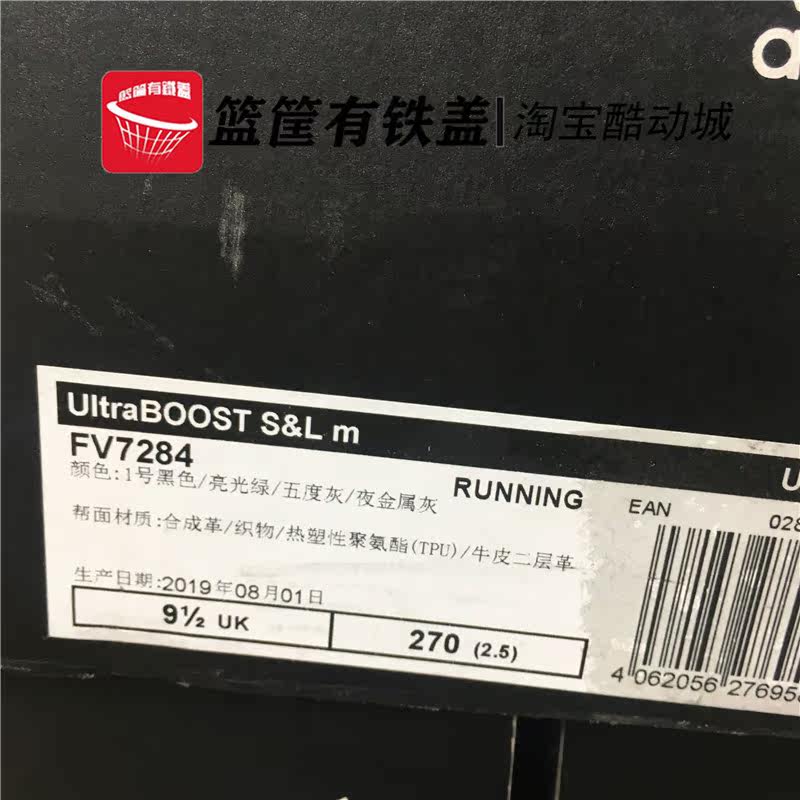 a
籃筐有鐵蓋
篮筐有铁盖|淘宝酷动城
UltraBOOST S&L m
U
FV7284
RUNNING
颜色:1号黑色/亮光绿/五度灰/夜金属灰
帮面材质:合成革/织物/热塑性聚氨酯(TPU)/牛皮二层革
生产日期:2019年08月01日
9½ UK
270 (2.5)
EAN
028
4 062056 27695